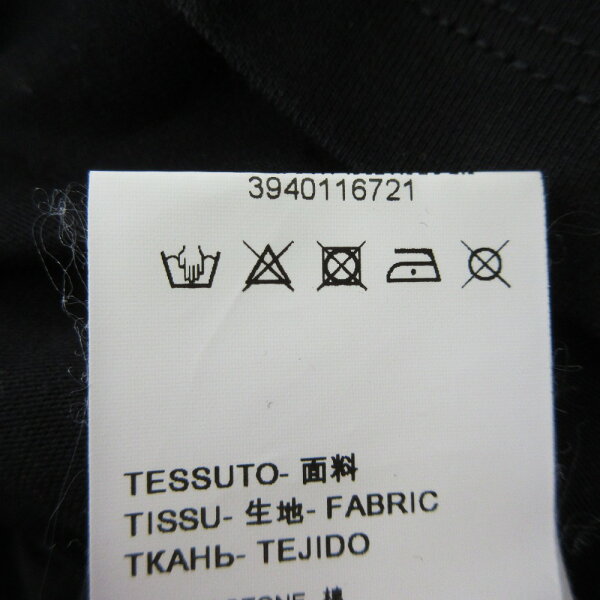 3940116721
TESSUTO- 面料
TISSU- 生地- FABRIC
ТКАНЬ- TEJIDO